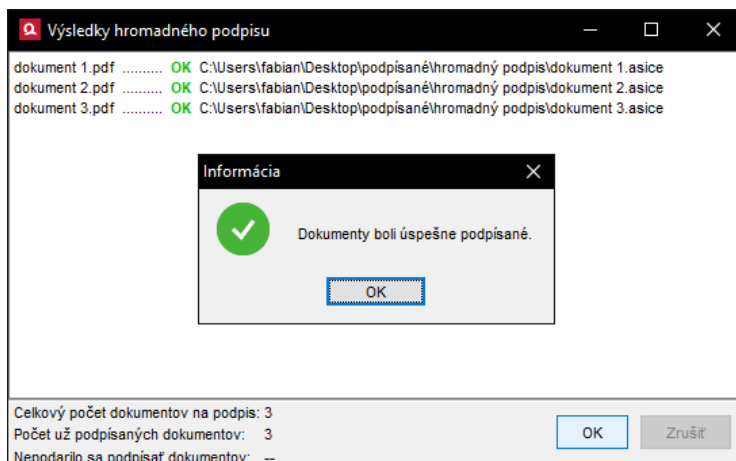 Výsledky hromadného podpisu
dokument 1.pdf .......... OK C:\Users\fabian\Desktop\podpísané\hromadný podpis\dokument 1.asice
dokument 2.pdf .......... OK C:\Users\fabian\Desktop\podpísané\hromadný podpis\dokument 2.asice
dokument 3.pdf .......... OK C:\Users\fabian\Desktop\podpísané\hromadný podpis\dokument 3.asice
Informácia
Dokumenty boli úspešne podpísané.
OK
Celkový počet dokumentov na podpis: 3
Počet už podpísaných dokumentov: 3
Nepodarilo sa podpísať dokumentov: --
OK
Zrušiť